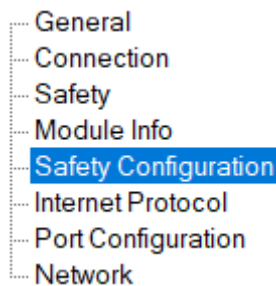 General
Connection
Safety
Module Info
Safety Configuration
Internet Protocol
Port Configuration
Network